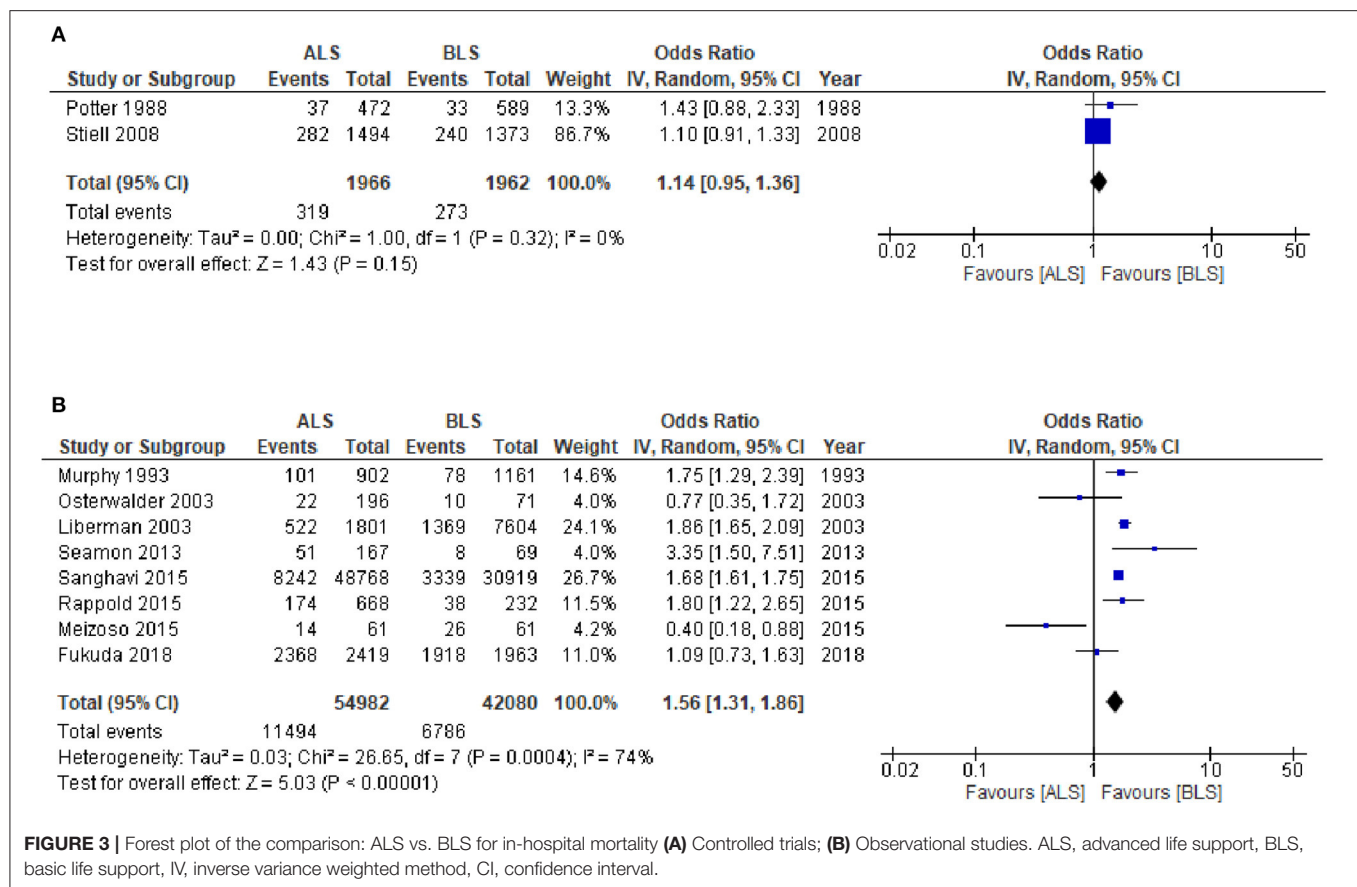 A
ALS BLS Odds Ratio Odds Ratio
Study or Subgroup Events Total Events Total Weight IV, Random, 95% CI Year IV, Random, 95% CI
Potter 1988 37 472 33 589 13.3% 1.43 [0.88, 2.33] 1988
Stiell 2008 282 1494 240 1373 86.7% 1.10 [0.91, 1.33] 2008
Total (95% CI) 1966 1962 100.0% 1.14 [0.95, 1.36]
Total events 319 273
Heterogeneity: Tau² = 0.00; Chi² = 1.00, df = 1 (P = 0.32); I² = 0%
Test for overall effect: Z = 1.43 (P = 0.15)
0.02 0.1 1 10 50
Favours [ALS] Favours [BLS]
B
ALS BLS Odds Ratio Odds Ratio
Study or Subgroup Events Total Events Total Weight IV, Random, 95% CI Year IV, Random, 95% CI
Murphy 1993 101 902 78 1161 14.6% 1.75 [1.29, 2.39] 1993
Osterwalder 2003 22 196 10 71 4.0% 0.77 [0.35, 1.72] 2003
Liberman 2003 522 1801 1369 7604 24.1% 1.86 [1.65, 2.09] 2003
Seamon 2013 51 167 8 69 4.0% 3.35 [1.50, 7.51] 2013
Sanghavi 2015 8242 48768 3339 30919 26.7% 1.68 [1.61, 1.75] 2015
Rappold 2015 174 668 38 232 11.5% 1.80 [1.22, 2.65] 2015
Meizoso 2015 14 61 26 61 4.2% 0.40 [0.18, 0.88] 2015
Fukuda 2018 2368 2419 1918 1963 11.0% 1.09 [0.73, 1.63] 2018
Total (95% CI) 54982 42080 100.0% 1.56 [1.31, 1.86]
Total events 11494 6786
Heterogeneity: Tau² = 0.03; Chi² = 26.65, df = 7 (P = 0.0004); I² = 74%
Test for overall effect: Z = 5.03 (P < 0.00001)
0.02 0.1 1 10 50
Favours [ALS] Favours [BLS]
FIGURE 3 | Forest plot of the comparison: ALS vs. BLS for in-hospital mortality (A) Controlled trials; (B) Observational studies. ALS, advanced life support, BLS,
basic life support, IV, inverse variance weighted method, CI, confidence interval.